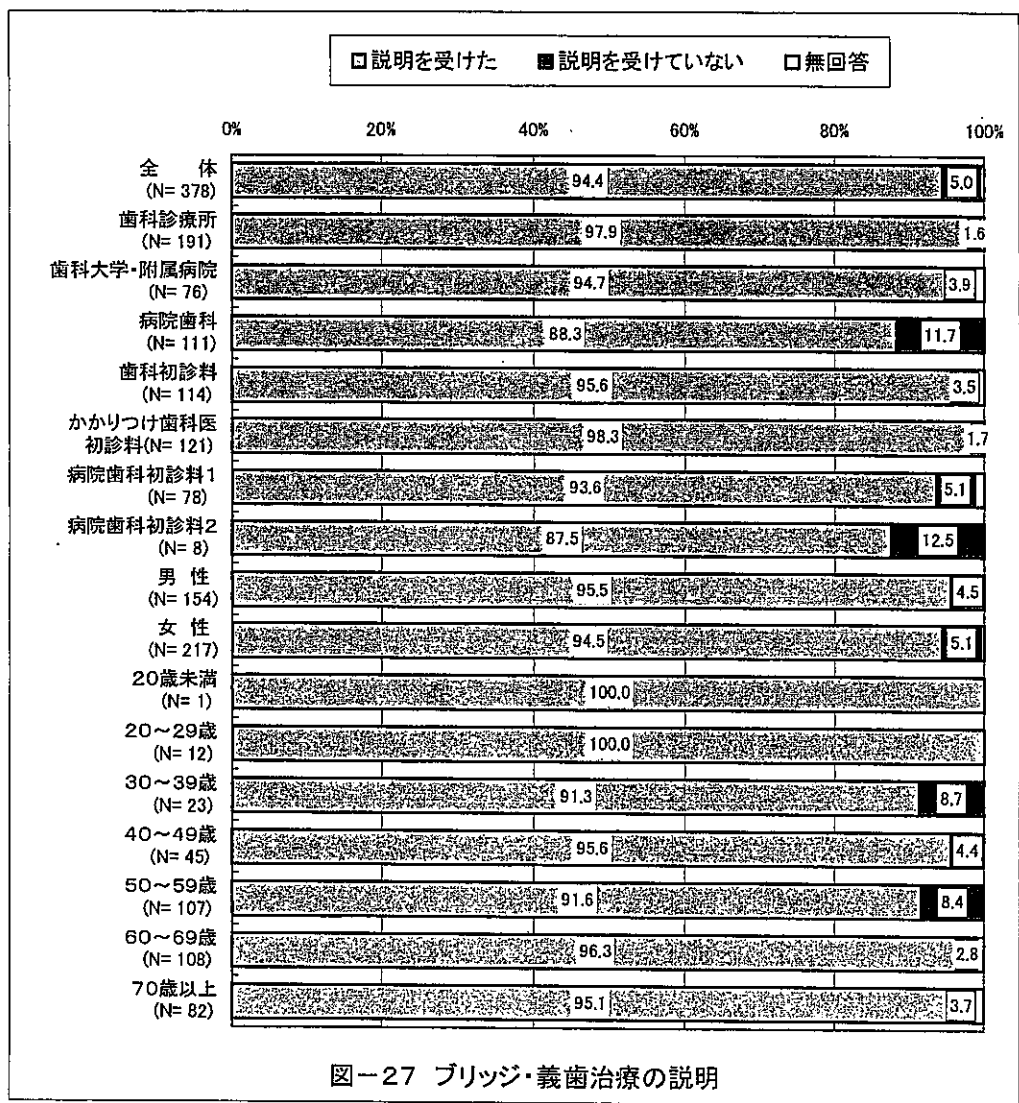 説明を受けた 説明を受けていない 無回答
0% 20% 40% 60% 80% 100%
全 体
(N= 378)
94.4 5.0
歯科診療所
(N= 191)
97.9 1.6
歯科大学・附属病院
(N= 76)
94.7 3.9
病院歯科
(N= 111)
88.3 11.7
歯科初診料
(N= 114)
95.6 3.5
かかりつけ歯科医
初診料(N= 121)
98.3 1.7
病院歯科初診料1
(N= 78)
93.6 5.1
病院歯科初診料2
(N= 8)
87.5 12.5
男 性
(N= 154)
95.5 4.5
女 性
(N= 217)
94.5 5.1
20歳未満
(N= 1)
100.0
20～29歳
(N= 12)
100.0
30～39歳
(N= 23)
91.3 8.7
40～49歳
(N= 45)
95.6 4.4
50～59歳
(N= 107)
91.6 8.4
60～69歳
(N= 108)
96.3 2.8
70歳以上
(N= 82)
95.1 3.7
図－27 ブリッジ・義歯治療の説明